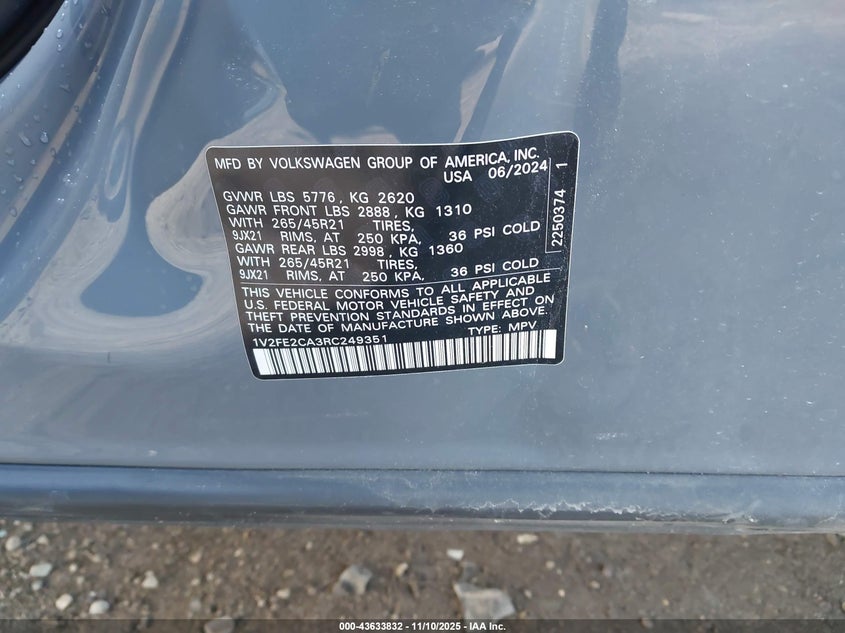 MFD BY VOLKSWAGEN GROUP OF AMERICA, INC.
USA 06/2024
GVWR LBS 5776, KG 2620
GAWR FRONT LBS 2888, KG 1310
WITH 265/45R21 TIRES,
9JX21 RIMS, AT 250 KPA, 36 PSI COLD
GAWR REAR LBS 2998, KG 1360
WITH 265/45R21 TIRES,
9JX21 RIMS, AT 250 KPA, 36 PSI COLD
THIS VEHICLE CONFORMS TO ALL APPLICABLE
U.S. FEDERAL MOTOR VEHICLE SAFETY AND
THEFT PREVENTION STANDARDS IN EFFECT ON
THE DATE OF MANUFACTURE SHOWN ABOVE.
1V2FE2CA3RC249351 TYPE: MPV
2250374 1
000-43633832 - 11/10/2025 - IAA Inc.